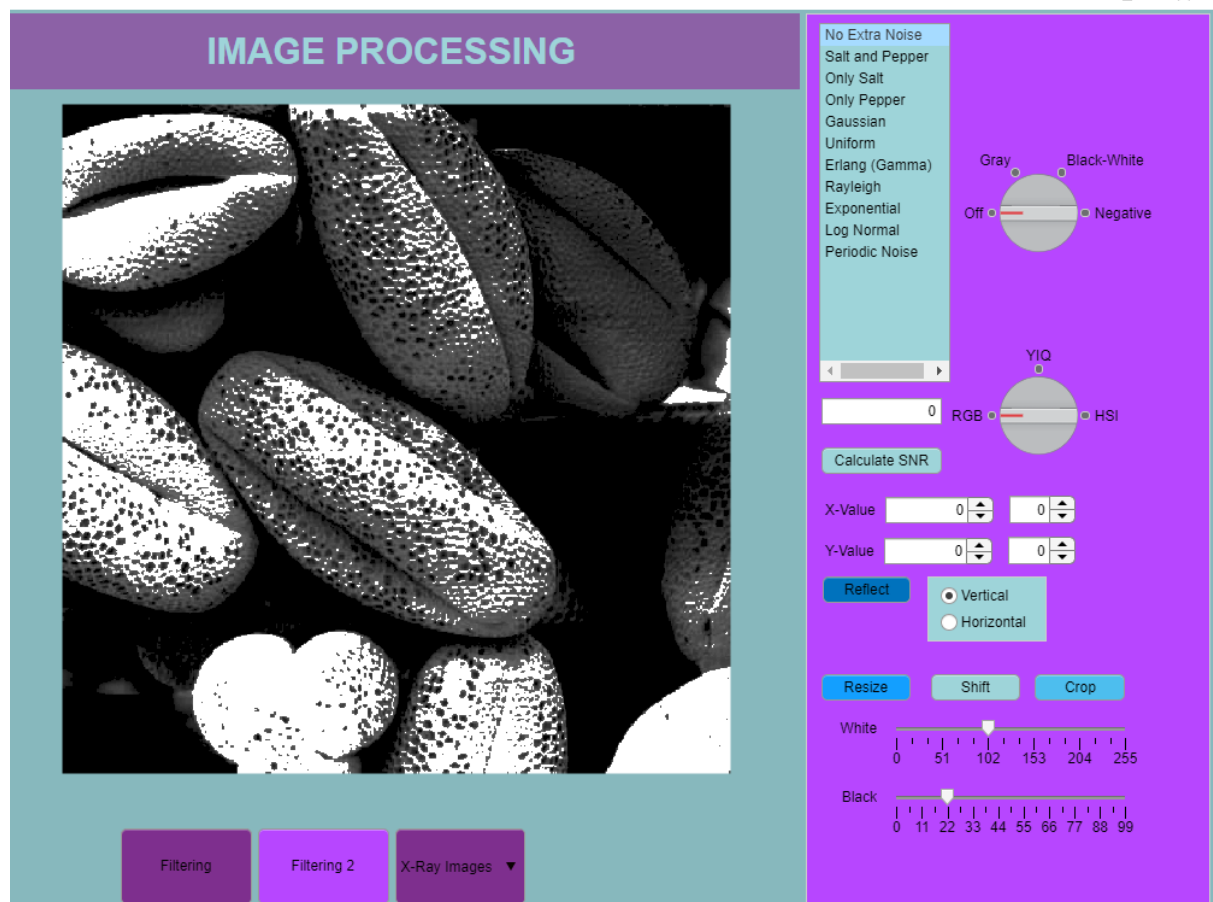 IMAGE PROCESSING
No Extra Noise
Salt and Pepper
Only Salt
Only Pepper
Gaussian
Uniform
Erlang (Gamma)
Rayleigh
Exponential
Log Normal
Periodic Noise
Gray Black-White
Off Negative
YIQ
0
RGB HSI
Calculate SNR
X-Value 0 0
Y-Value 0 0
Reflect
Vertical
Horizontal
Resize Shift Crop
White
0 51 102 153 204 255
Black
0 11 22 33 44 55 66 77 88 99
Filtering Filtering 2 X-Ray Images